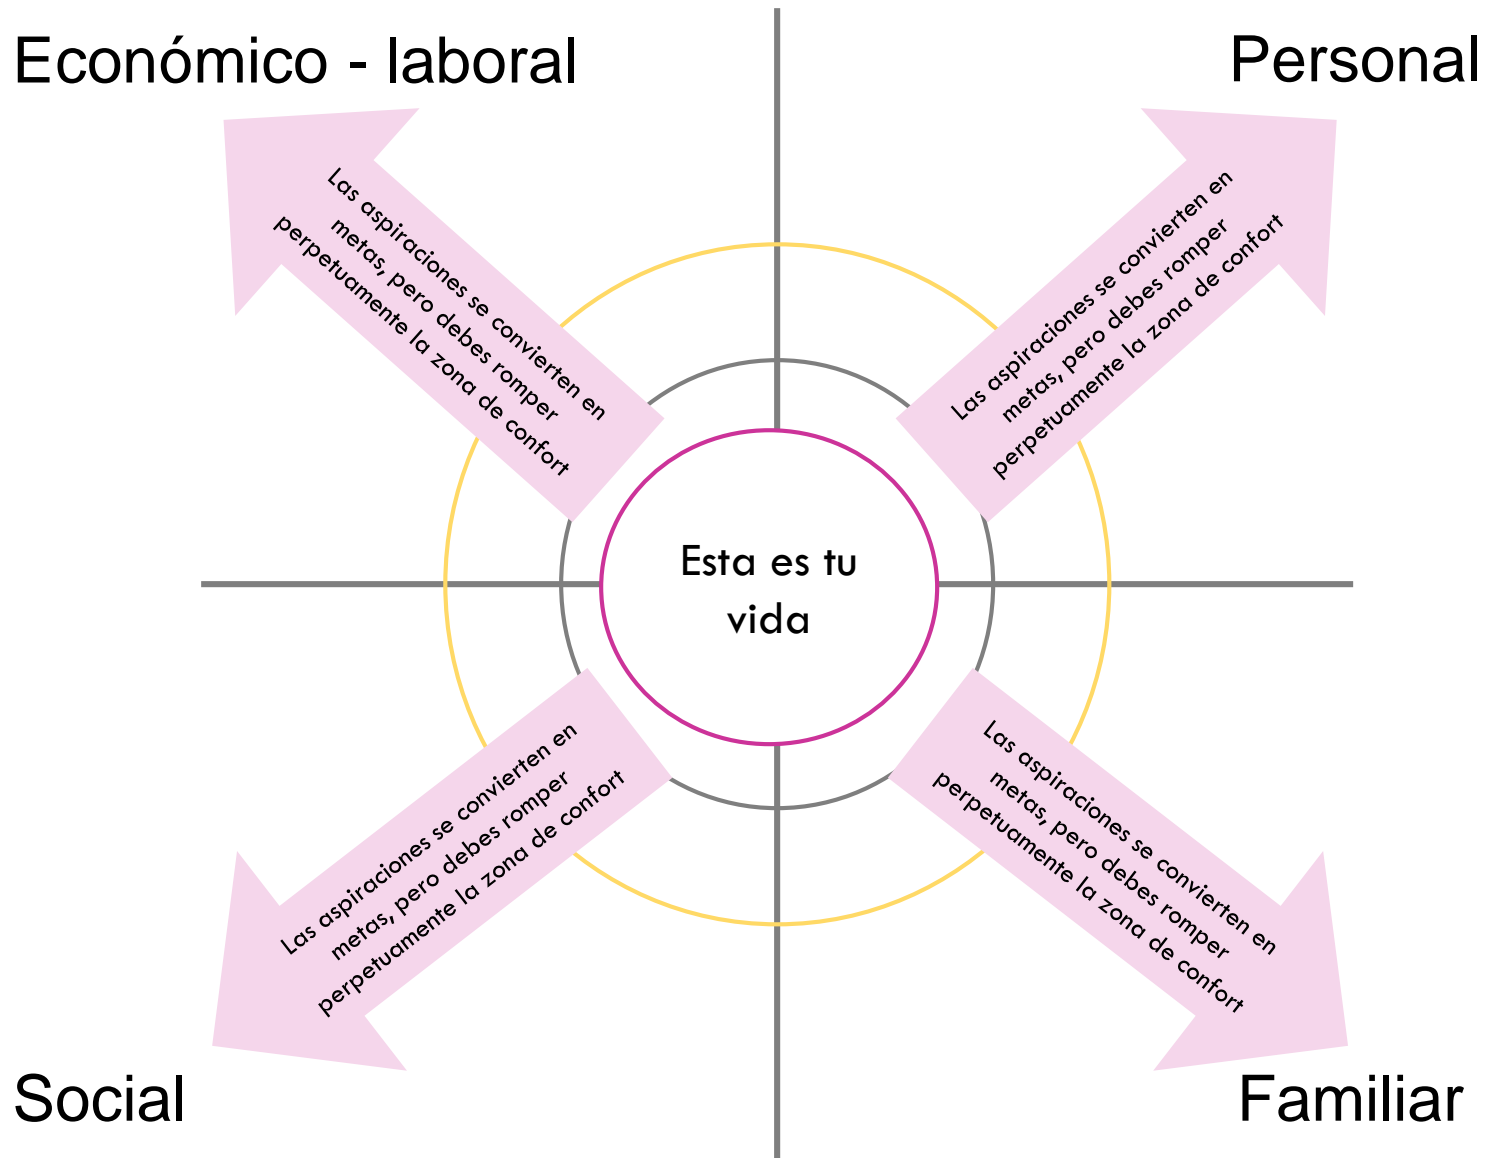 Económico - laboral
Personal
Las aspiraciones se convierten en
metas, pero debes romper
perpetuamente la zona de confort
Las aspiraciones se convierten en
metas, pero debes romper
perpetuamente la zona de confort
Esta es tu
vida
Las aspiraciones se convierten en
metas, pero debes romper
perpetuamente la zona de confort
Las aspiraciones se convierten en
metas, pero debes romper
perpetuamente la zona de confort
Social
Familiar